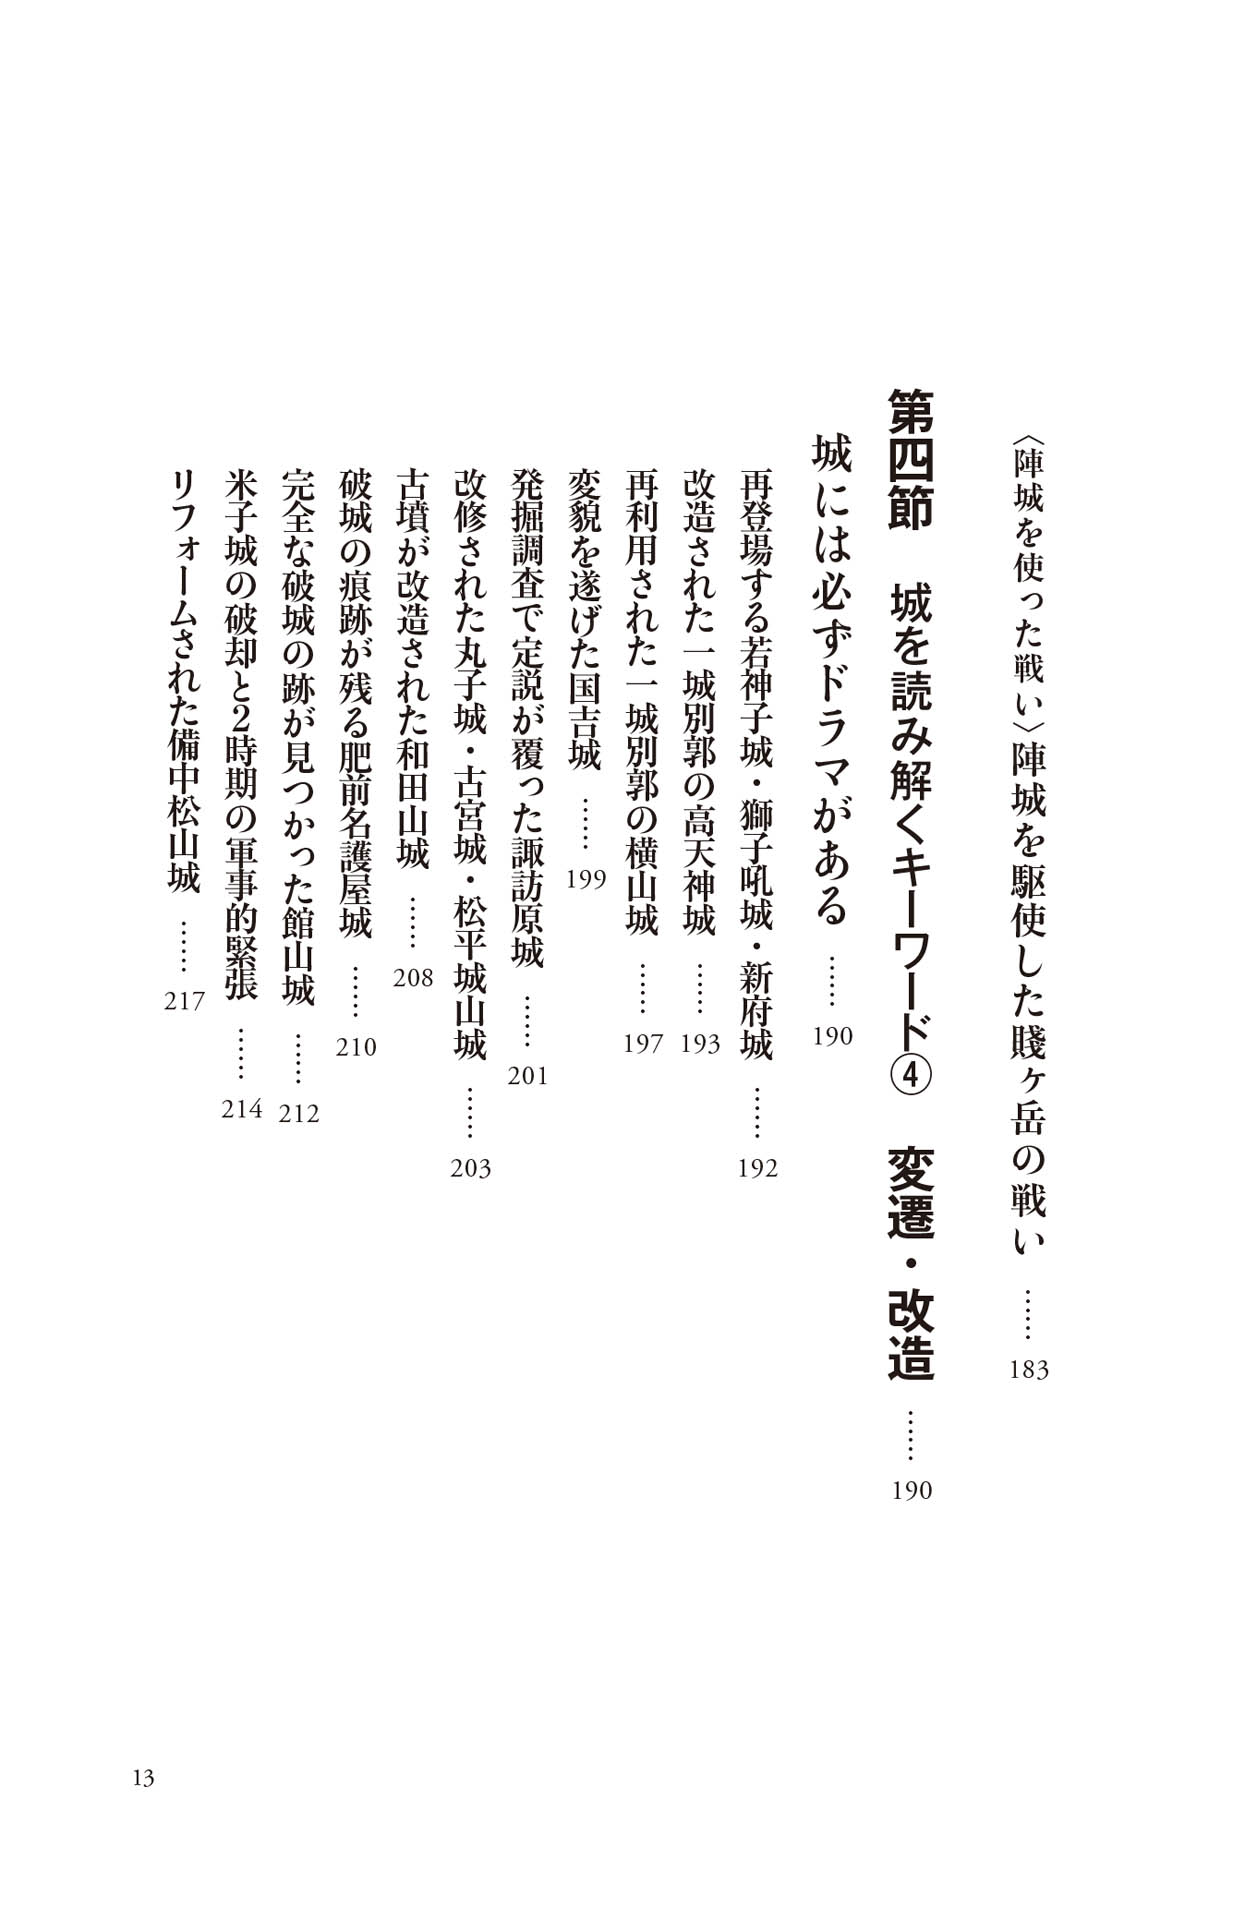 〈陣城を使った戦い〉陣城を駆使した賤ヶ岳の戦い ……183
第四節　城を読み解くキーワード④　変遷・改造 ……190
城には必ずドラマがある ……190
再登場する若神子城・獅子吼城・新府城 ……192
改造された一城別郭の高天神城 ……193
再利用された一城別郭の横山城 ……197
変貌を遂げた国吉城 ……199
発掘調査で定説が覆った諏訪原城 ……201
改修された丸子城・古宮城・松平城山城 ……203
古墳が改造された和田山城 ……208
破城の痕跡が残る肥前名護屋城 ……210
完全な破城の跡が見つかった館山城 ……212
米子城の破却と2時期の軍事的緊張 ……214
リフォームされた備中松山城 ……217
13